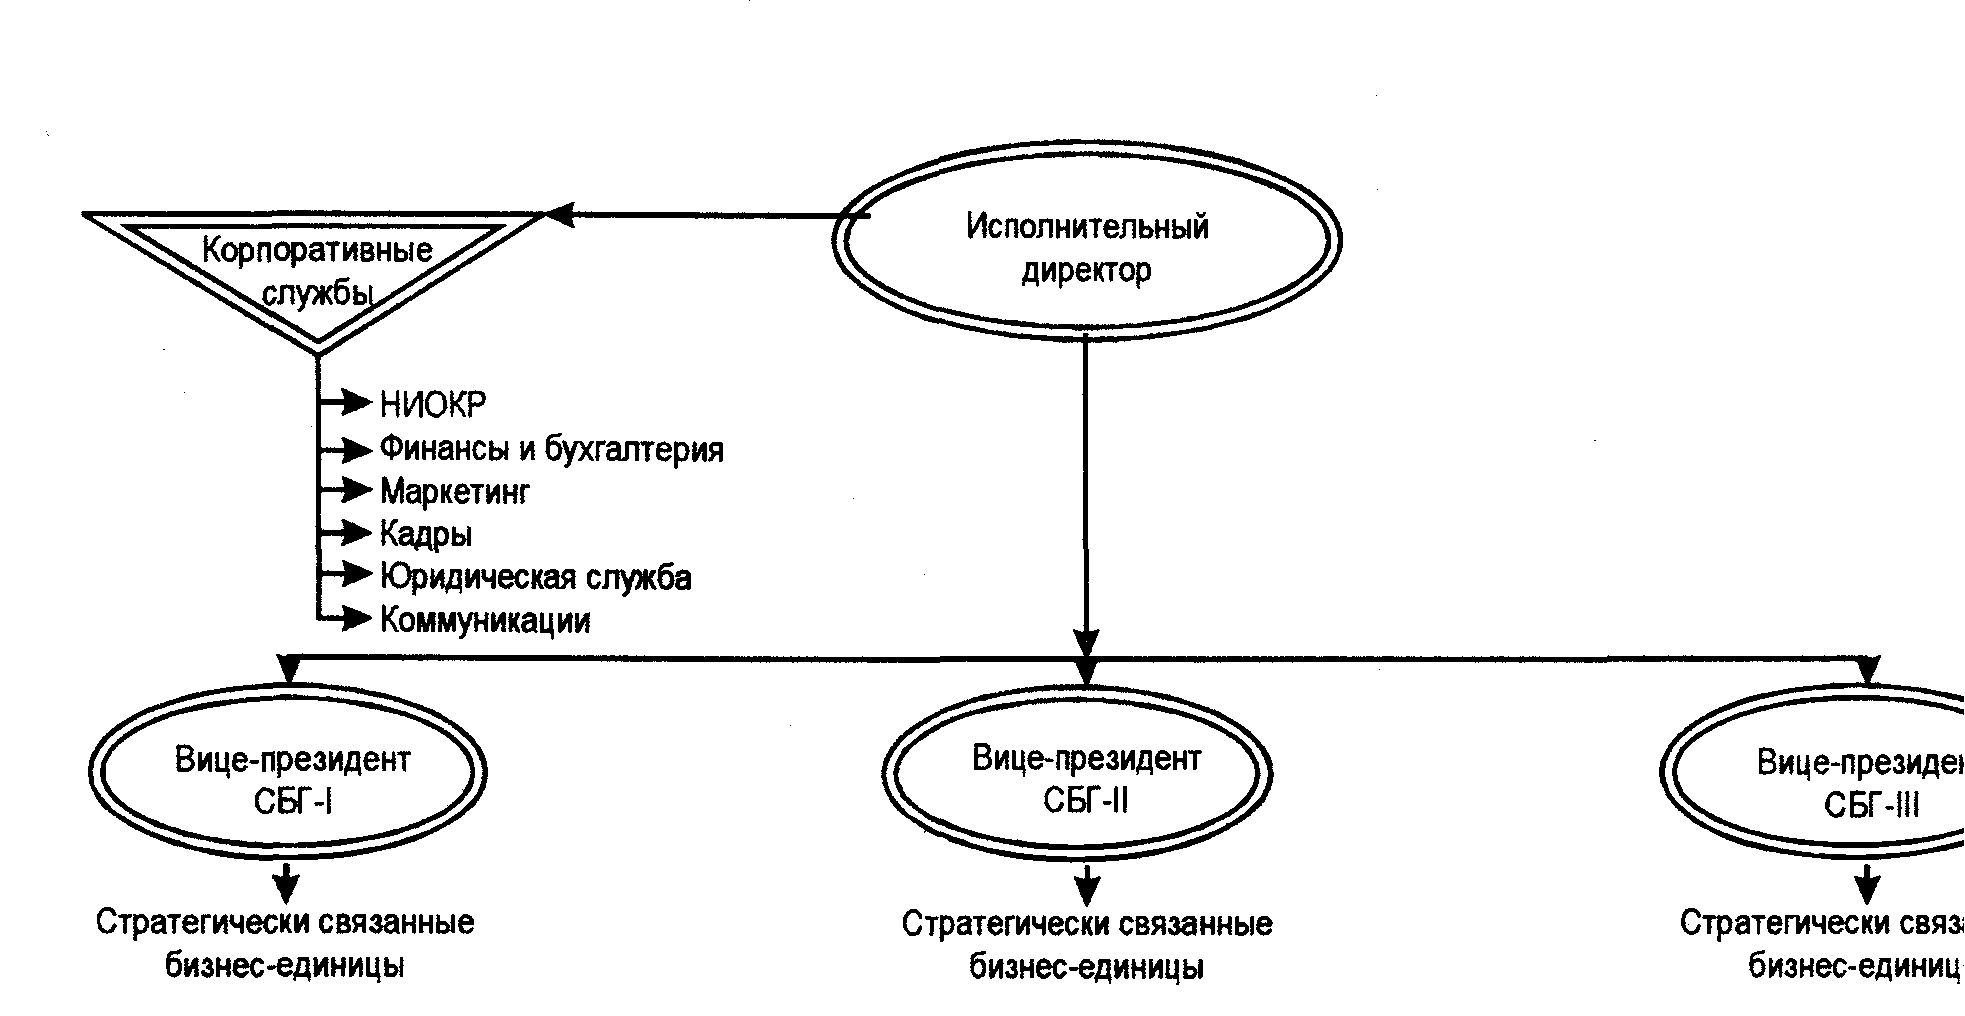 Исполнительный
директор
Корпоративные
службы
НИОКР
Финансы и бухгалтерия
Маркетинг
Кадры
Юридическая служба
Коммуникации
Вице-президент
СБГ-I
Вице-президент
СБГ-II
СБГ-III
Стратегически связанные
бизнес-единицы
Стратегически связанные
бизнес-единицы
Стратегически